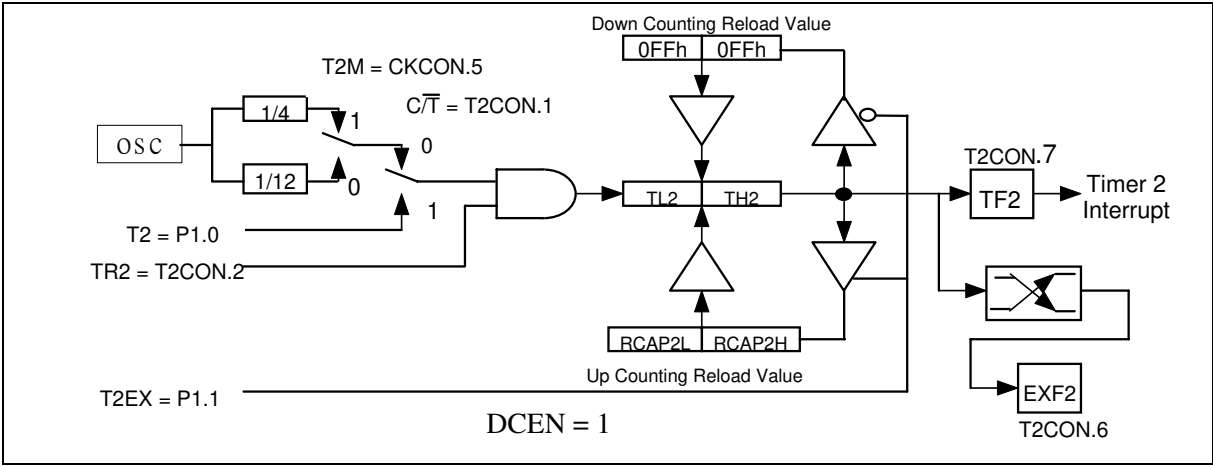 Down Counting Reload Value
0FFh 0FFh
T2M = CKCON.5
C/T̅ = T2CON.1
1/4
1
OSC
0
1/12
0
1
T2CON.7
TL2 TH2
TF2
Timer 2
Interrupt
T2 = P1.0
TR2 = T2CON.2
RCAP2L RCAP2H
Up Counting Reload Value
T2EX = P1.1
EXF2
DCEN = 1
T2CON.6